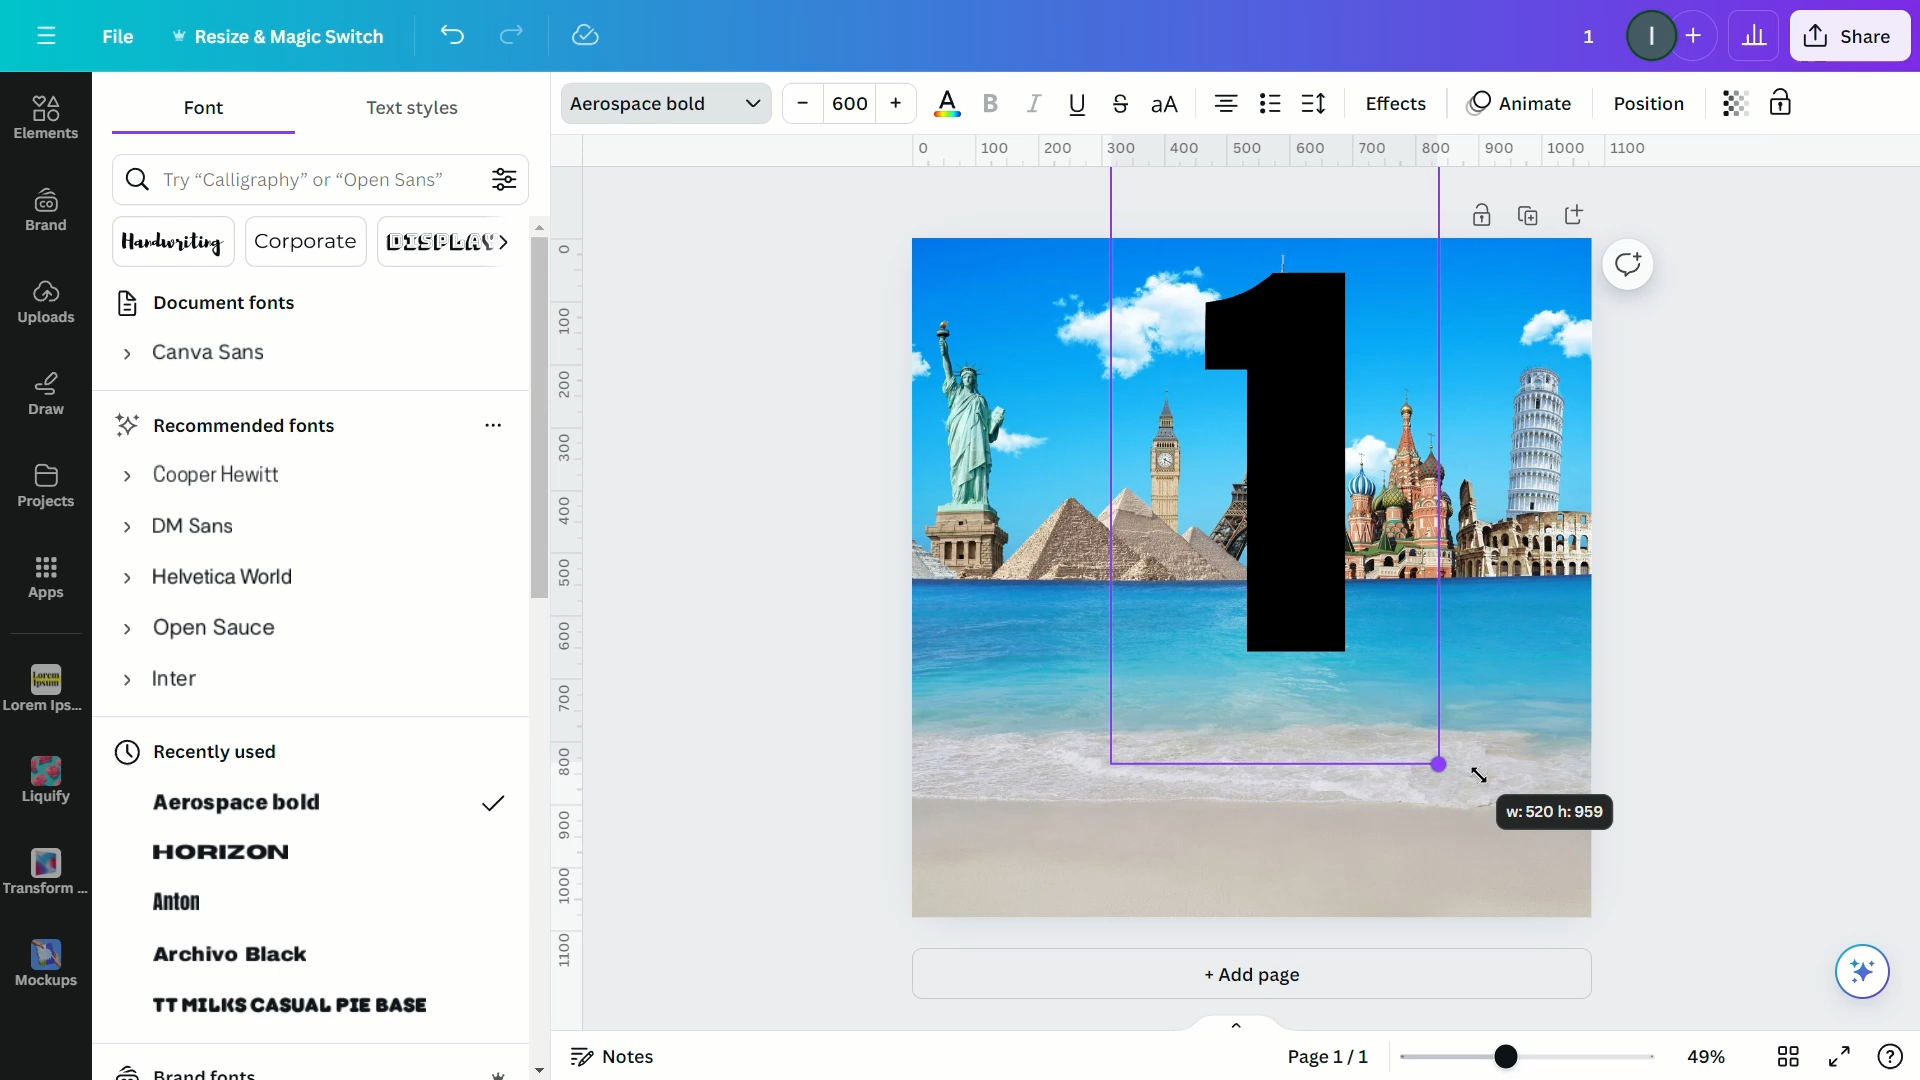 File
Resize & Magic Switch
1
I
Share
Elements
Brand
Uploads
Draw
Projects
Apps
Lorem Ipsum
Lorem Ips...
Liquify
Transform ...
Mockups
Font
Text styles
Try “Calligraphy” or “Open Sans”
Handwriting
Corporate
DISPLAY
Document fonts
Canva Sans
Recommended fonts
Cooper Hewitt
DM Sans
Helvetica World
Open Sauce
Inter
Recently used
Aerospace bold
HORIZON
Anton
Archivo Black
TT MILKS CASUAL PIE BASE
Brand fonts
Aerospace bold
600
A B I U S aA
Effects
Animate
Position
0 100 200 300 400 500 600 700 800 900 1000 1100
0
100
200
300
400
500
600
700
800
900
1000
1100
1
w: 520 h: 959
+ Add page
Notes
Page 1 / 1
49%